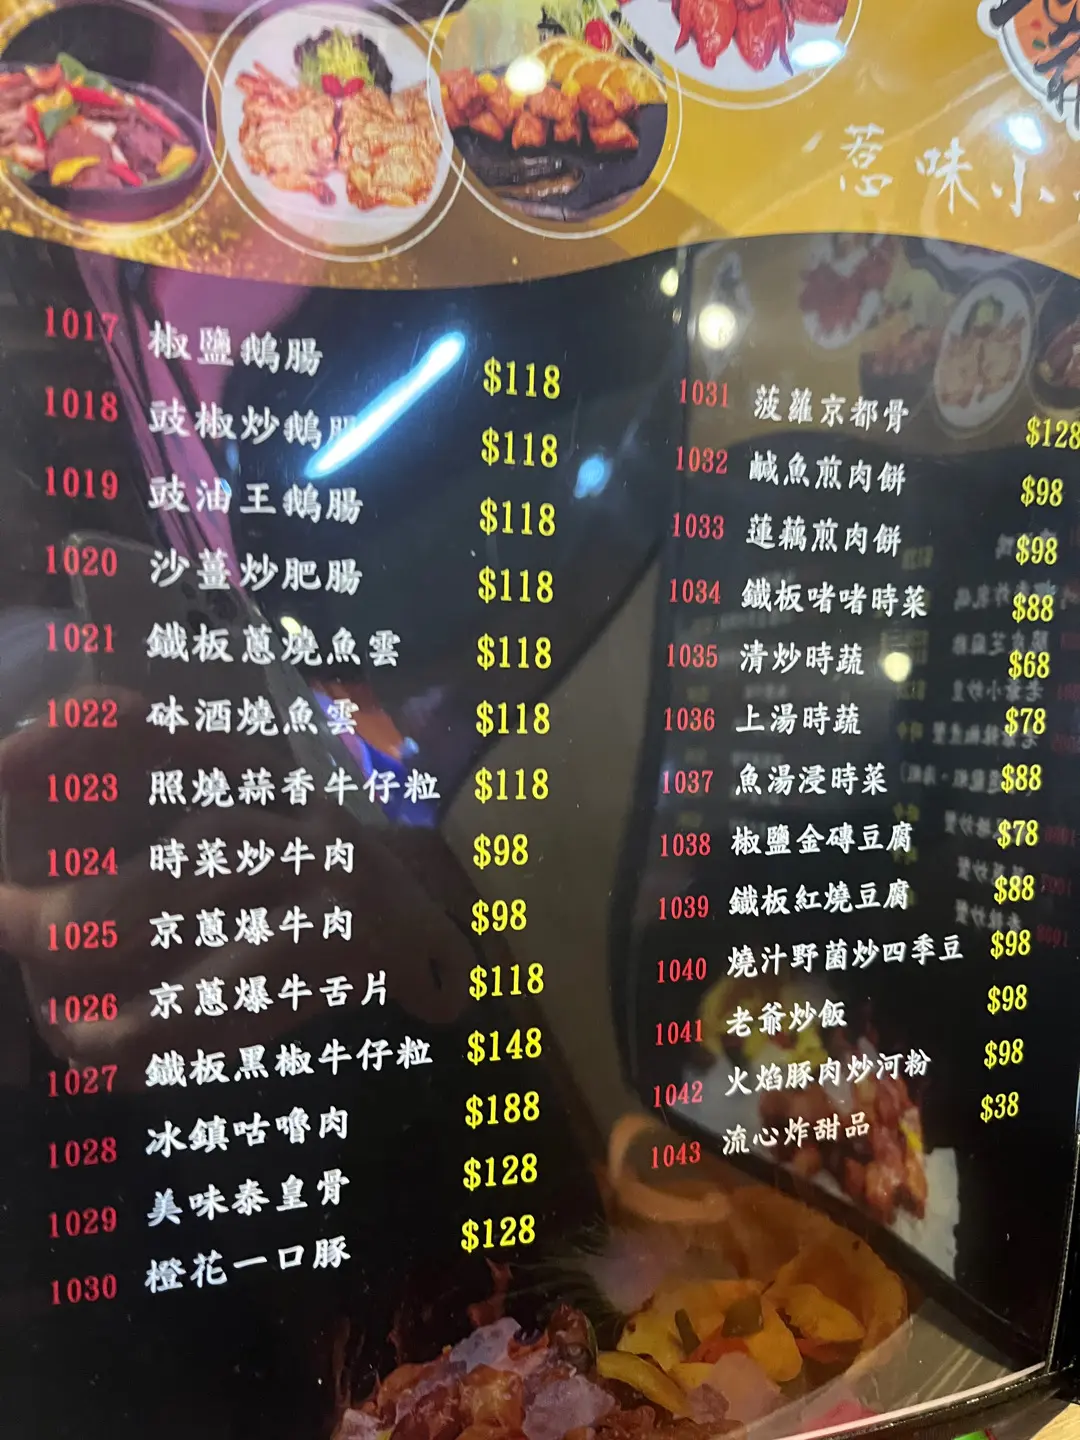 惹味小
1017 椒鹽鵝腸 $118
1018 豉椒炒鵝腸 $118
1019 豉油王鵝腸 $118
1020 沙薑炒肥腸 $118
1021 鐵板蔥燒魚雲 $118
1022 砵酒燒魚雲 $118
1023 照燒蒜香牛仔粒 $118
1024 時菜炒牛肉 $98
1025 京蔥爆牛肉 $98
1026 京蔥爆牛舌片 $118
1027 鐵板黑椒牛仔粒 $148
1028 冰鎮咕嚕肉 $188
1029 美味泰皇骨 $128
1030 橙花一口豚 $128
1031 菠蘿京都骨 $128
1032 鹹魚煎肉餅 $98
1033 蓮藕煎肉餅 $98
1034 鐵板啫啫時菜 $88
1035 清炒時蔬 $68
1036 上湯時蔬 $78
1037 魚湯浸時菜 $88
1038 椒鹽金磚豆腐 $78
1039 鐵板紅燒豆腐 $88
1040 燒汁野菌炒四季豆 $98
1041 老爺炒飯 $98
1042 火焰豚肉炒河粉 $98
1043 流心炸甜品 $38